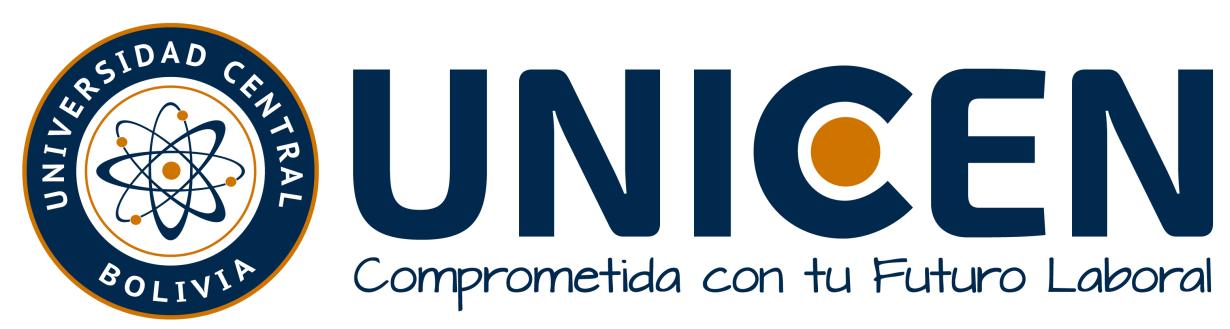 UNIVERSIDAD CENTRAL
BOLIVIA
UNICEN
Comprometida con tu Futuro Laboral